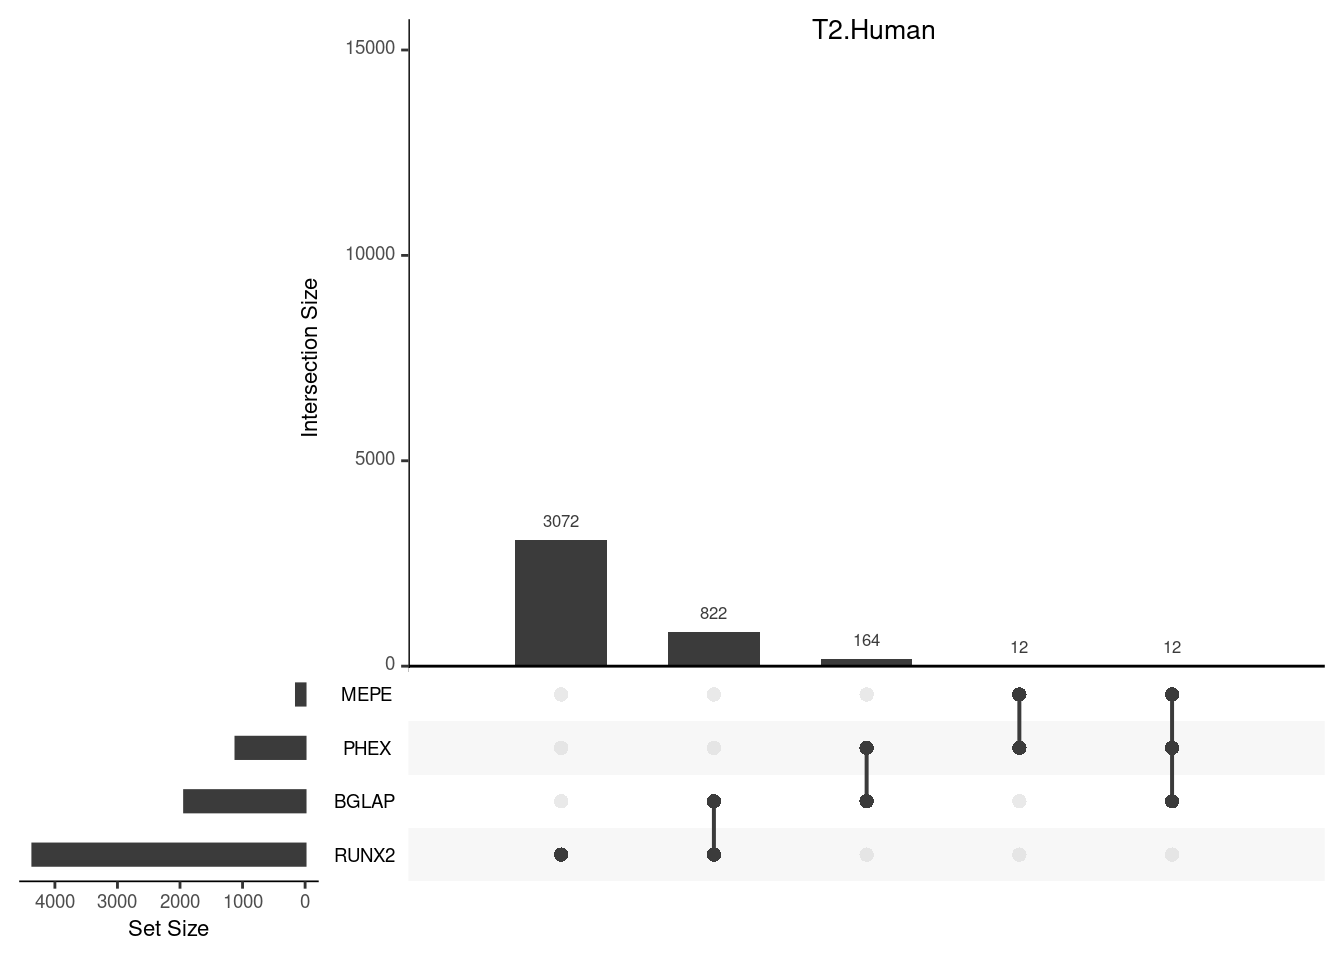 T2.Human
15000
10000
5000
0
Intersection Size
3072
822
164
12
12
MEPE
PHEX
BGLAP
RUNX2
4000 3000 2000 1000 0
Set Size